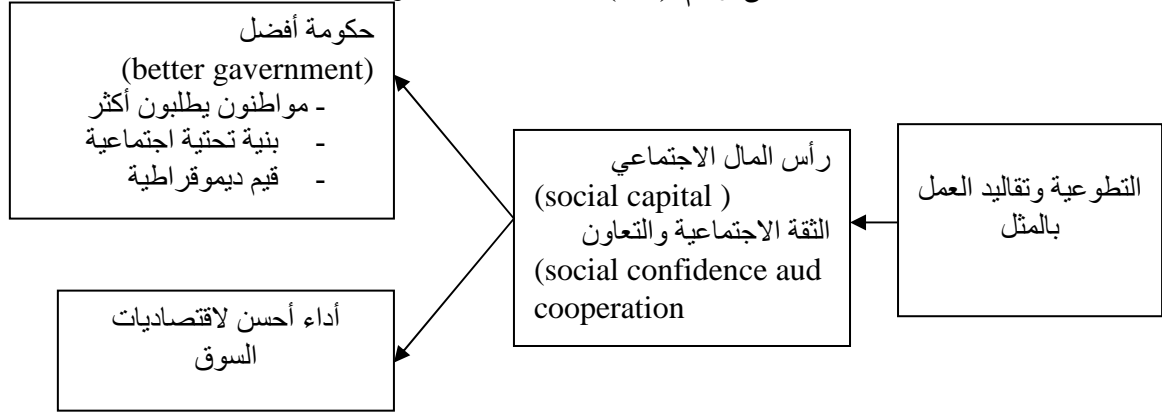 حكومة أفضل
(better gavernment)
- مواطنون يطلبون أكثر
- بنية تحتية اجتماعية
- قيم ديموقراطية
رأس المال الاجتماعي
(social capital )
الثقة الاجتماعية والتعاون
(social confidence aud
cooperation
التطوعية وتقاليد العمل
بالمثل
أداء أحسن لاقتصاديات
السوق